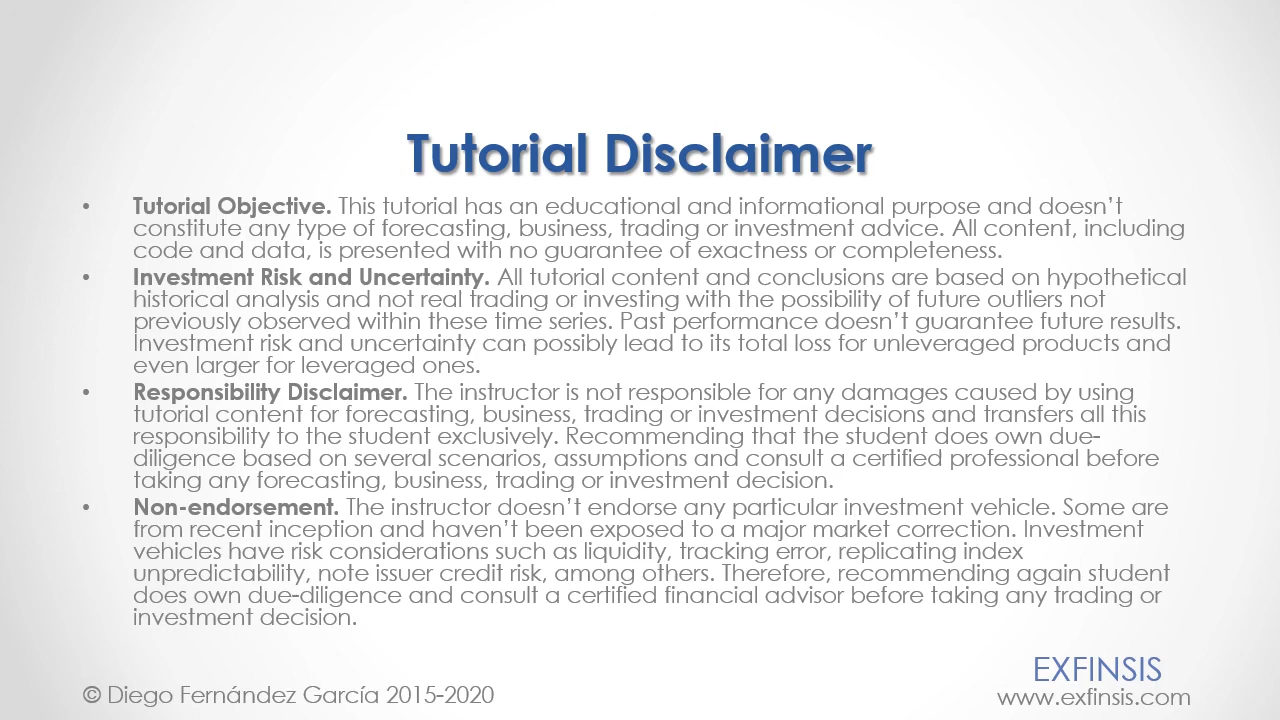 Tutorial Disclaimer
• Tutorial Objective. This tutorial has an educational and informational purpose and doesn’t
constitute any type of forecasting, business, trading or investment advice. All content, including
code and data, is presented with no guarantee of exactness or completeness.
• Investment Risk and Uncertainty. All tutorial content and conclusions are based on hypothetical
historical analysis and not real trading or investing with the possibility of future outliers not
previously observed within these time series. Past performance doesn’t guarantee future results.
Investment risk and uncertainty can possibly lead to its total loss for unleveraged products and
even larger for leveraged ones.
• Responsibility Disclaimer. The instructor is not responsible for any damages caused by using
tutorial content for forecasting, business, trading or investment decisions and transfers all this
responsibility to the student exclusively. Recommending that the student does own due-
diligence based on several scenarios, assumptions and consult a certified professional before
taking any forecasting, business, trading or investment decision.
• Non-endorsement. The instructor doesn’t endorse any particular investment vehicle. Some are
from recent inception and haven’t been exposed to a major market correction. Investment
vehicles have risk considerations such as liquidity, tracking error, replicating index
unpredictability, note issuer credit risk, among others. Therefore, recommending again student
does own due-diligence and consult a certified financial advisor before taking any trading or
investment decision.
EXFINSIS
© Diego Fernández García 2015-2020
www.exfinsis.com